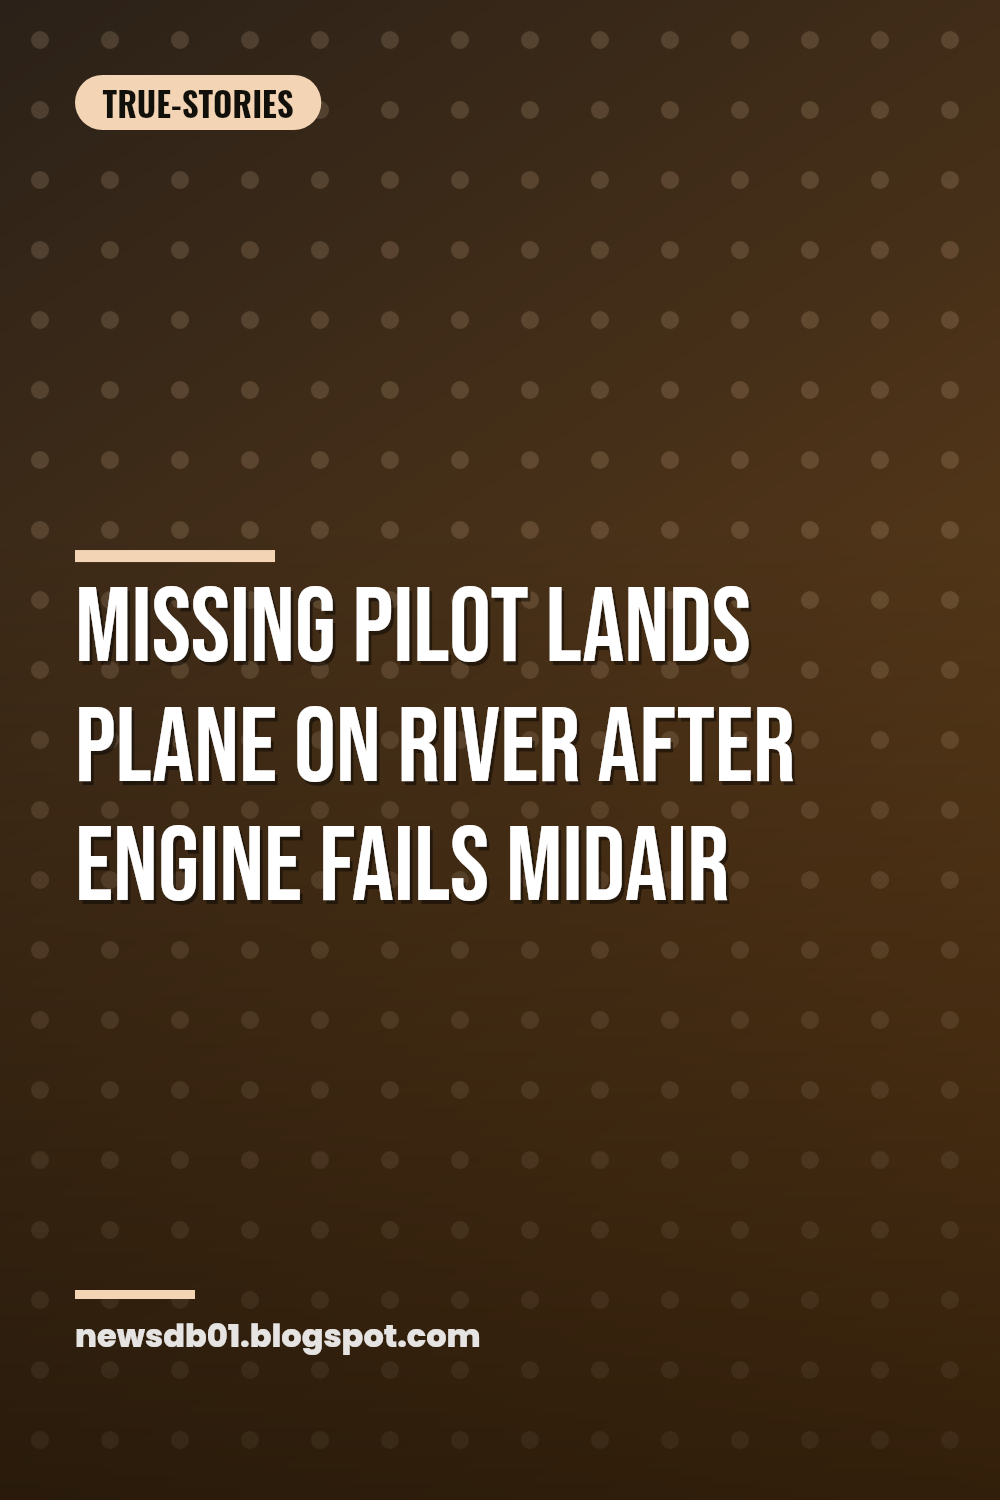 TRUE-STORIES
MISSING PILOT LANDS
PLANE ON RIVER AFTER
ENGINE FAILS MIDAIR
newsdb01.blogspot.com